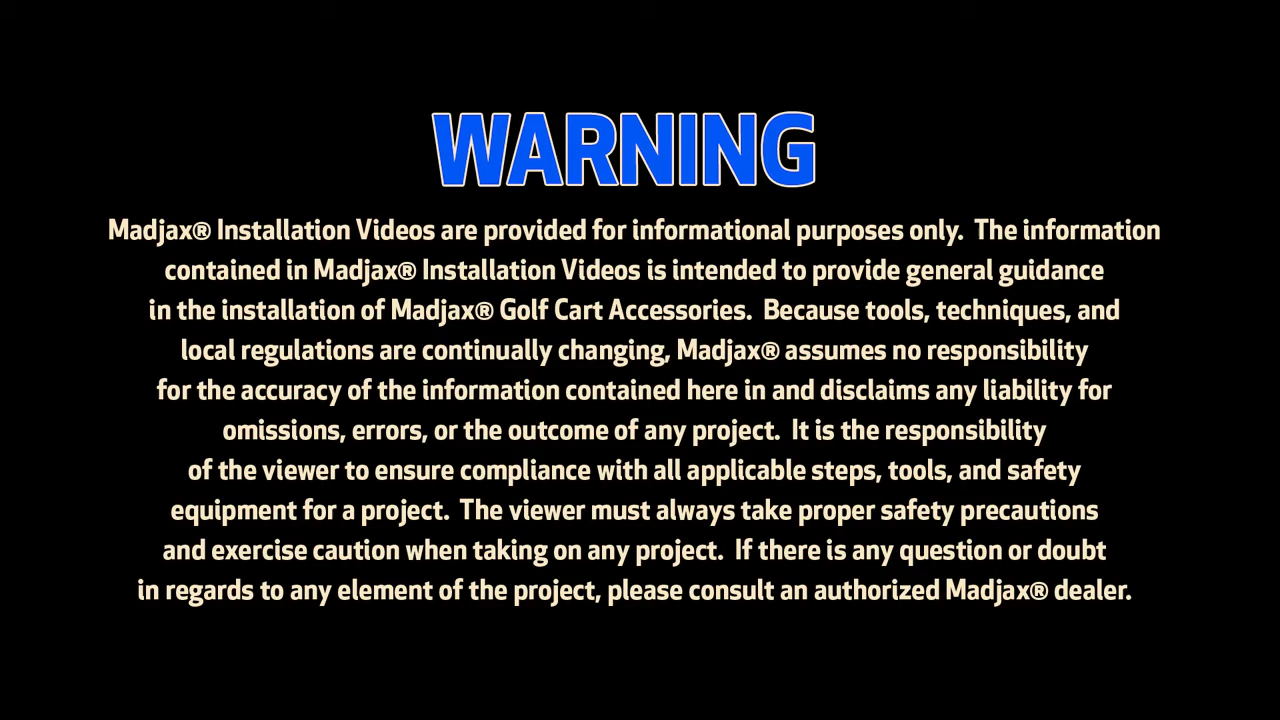 WARNING
Madjax® Installation Videos are provided for informational purposes only.  The information
contained in Madjax® Installation Videos is intended to provide general guidance
in the installation of Madjax® Golf Cart Accessories.  Because tools, techniques, and
local regulations are continually changing, Madjax® assumes no responsibility
for the accuracy of the information contained here in and disclaims any liability for
omissions, errors, or the outcome of any project.  It is the responsibility
of the viewer to ensure compliance with all applicable steps, tools, and safety
equipment for a project.  The viewer must always take proper safety precautions
and exercise caution when taking on any project.  If there is any question or doubt
in regards to any element of the project, please consult an authorized Madjax® dealer.